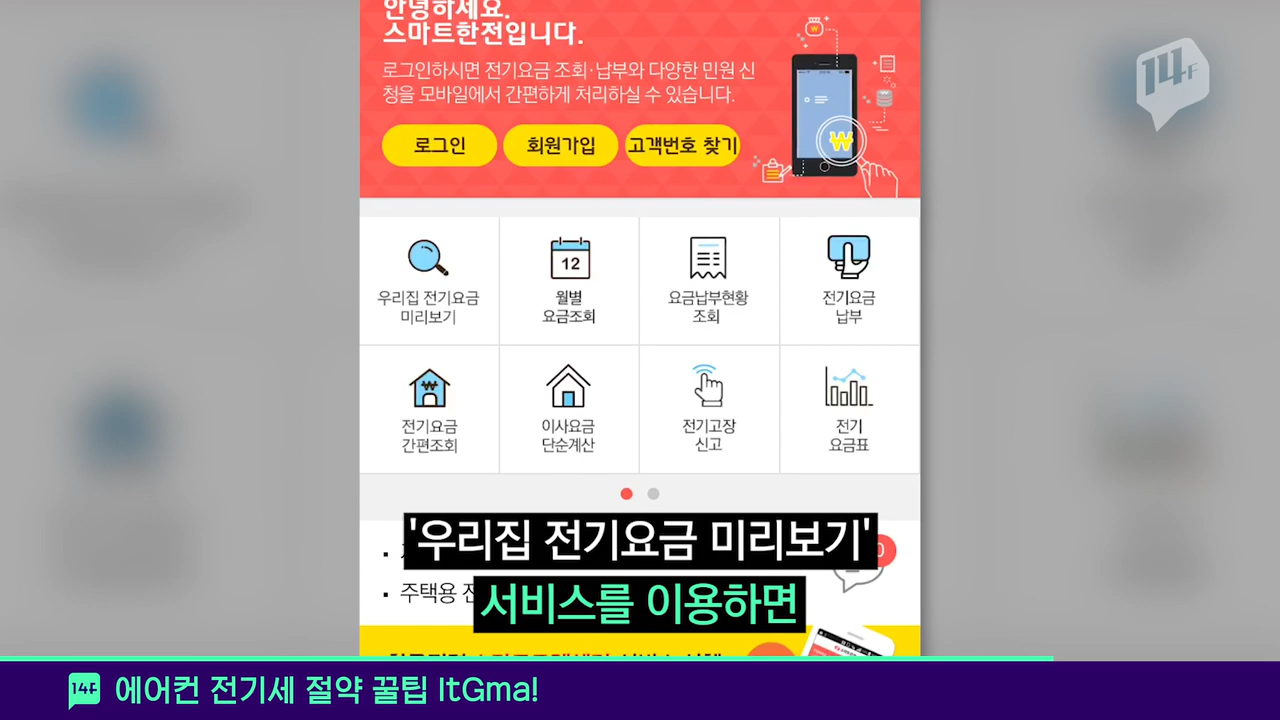 안녕하세요.
스마트한전입니다.
로그인하시면 전기요금 조회·납부와 다양한 민원 신
청을 모바일에서 간편하게 처리하실 수 있습니다.
로그인
회원가입
고객번호 찾기
14F
우리집 전기요금
미리보기
12
월별
요금조회
요금납부현황
조회
전기요금
납부
전기요금
간편조회
이사요금
단순계산
전기고장
신고
전기
요금표
'우리집 전기요금 미리보기'
주택용
서비스를 이용하면
14F 에어컨 전기세 절약 꿀팁 ItGma!